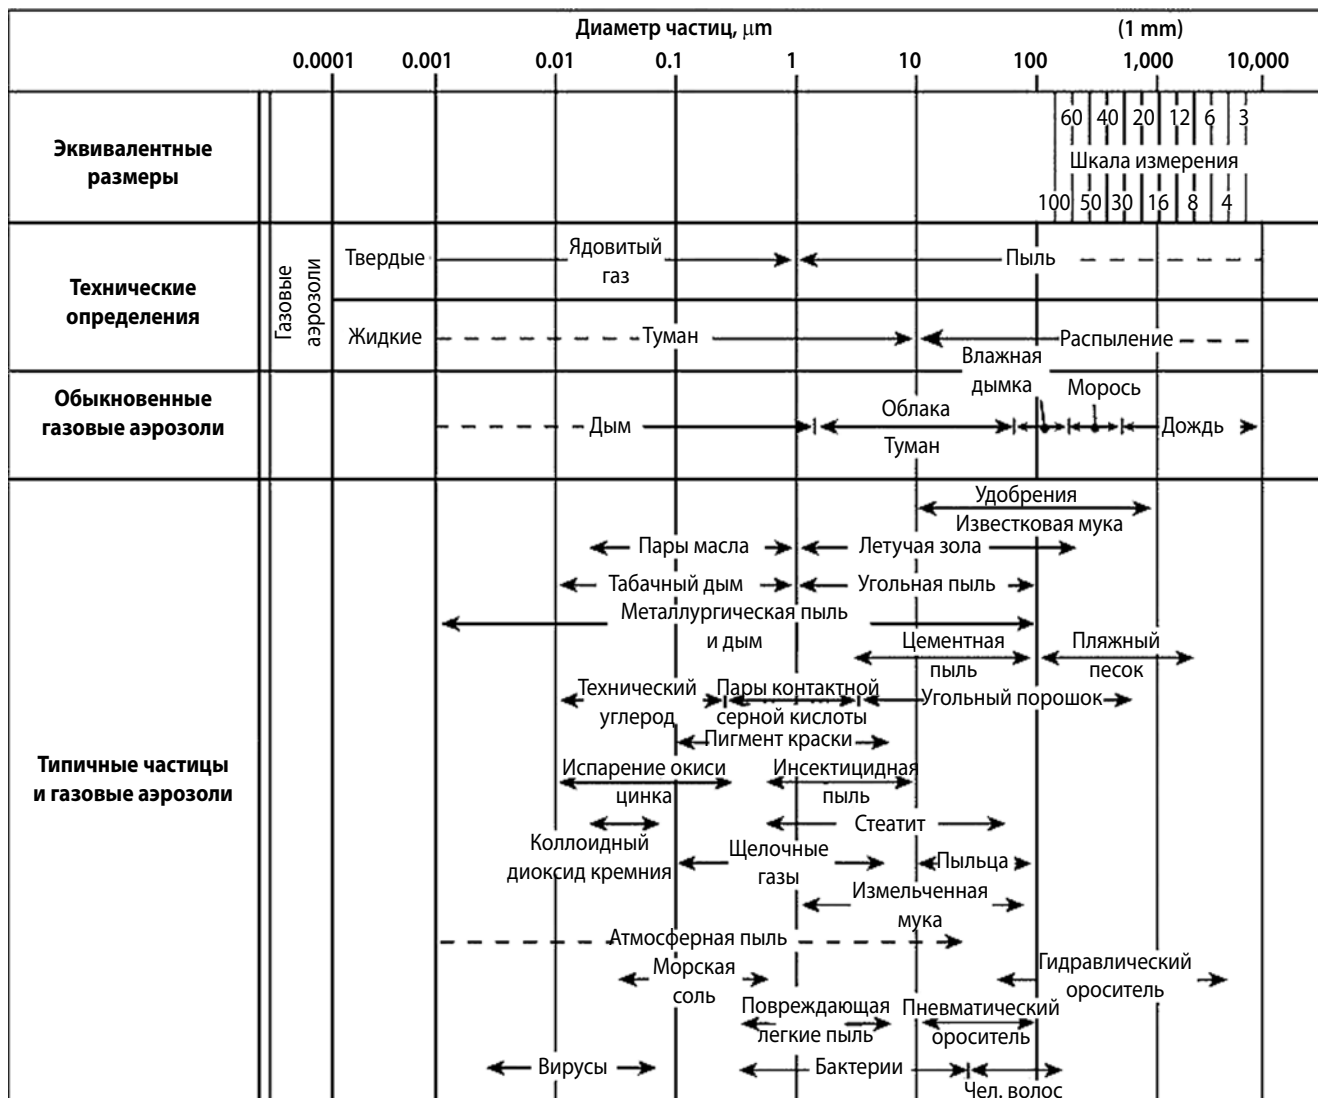 Диаметр частиц, μm
(1 mm)
0.0001 0.001 0.01 0.1 1 10 100 1,000 10,000
Эквивалентные
размеры
60 40 20 12 6 3
Шкала измерения
100 50 30 16 8 4
Технические
определения
Газовые
аэрозоли
Твердые
Ядовитый
газ
Пыль
Жидкие
Туман
Распыление
Обыкновенные
газовые аэрозоли
Влажная
дымка
Морось
Дым
Облака
Туман
Дождь
Типичные частицы
и газовые аэрозоли
Удобрения
Известковая мука
Пары масла
Летучая зола
Табачный дым
Угольная пыль
Металлургическая пыль
и дым
Цементная
пыль
Пляжный
песок
Технический
углерод
Пары контактной
серной кислоты
Угольный порошок
Пигмент краски
Испарение окиси
цинка
Инсектицидная
пыль
Стеатит
Коллоидный
диоксид кремния
Щелочные
газы
Пыльца
Измельченная
мука
Атмосферная пыль
Морская
соль
Гидравлический
ороситель
Повреждающая
легкие пыль
Пневматический
ороситель
Вирусы
Бактерии
Чел. волос